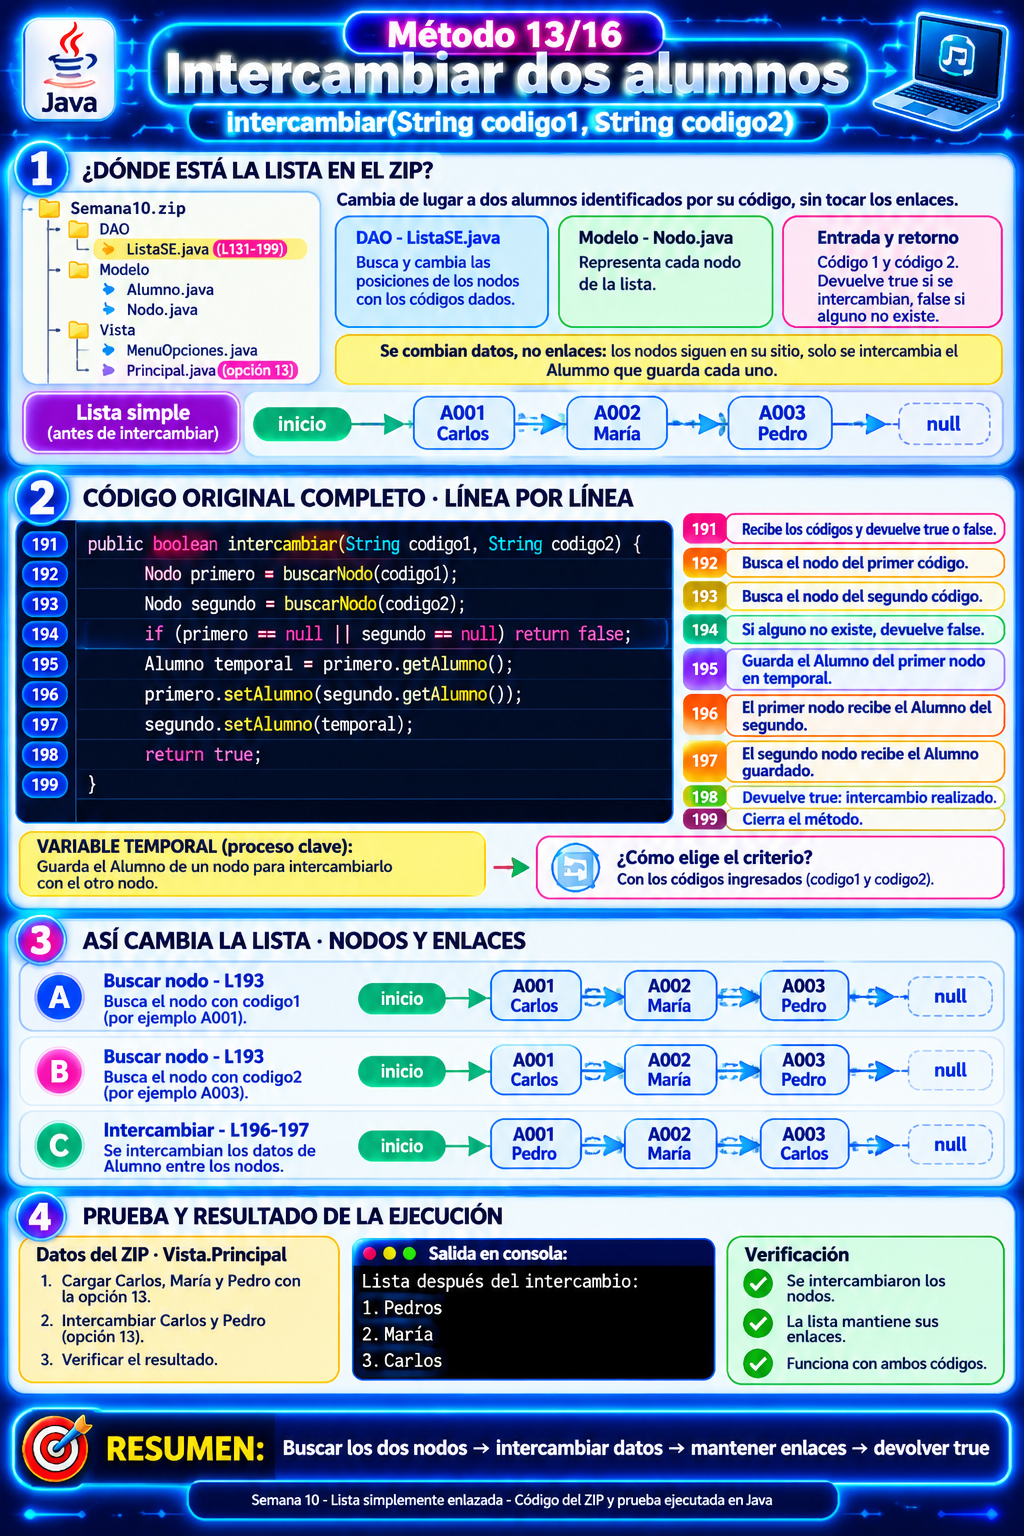 Java
Método 13/16
Intercambiar dos alumnos
intercambiar(String codigo1, String codigo2)
1 ¿DÓNDE ESTÁ LA LISTA EN EL ZIP?
Semana10.zip
DAO
ListaSE.java (L131-199)
Modelo
Alumno.java
Nodo.java
Vista
MenuOpciones.java
Principal.java (opción 13)
Cambia de lugar a dos alumnos identificados por su código, sin tocar los enlaces.
DAO - ListaSE.java
Busca y cambia las
posiciones de los nodos
con los códigos dados.
Modelo - Nodo.java
Representa cada nodo
de la lista.
Entrada y retorno
Código 1 y código 2.
Devuelve true si se
intercambian, false si
alguno no existe.
Se combian datos, no enlaces: los nodos siguen en su sitio, solo se intercambia el
Alummo que guarda cada uno.
Lista simple
(antes de intercambiar)
inicio
A001
Carlos
A002
María
A003
Pedro
null
2 CÓDIGO ORIGINAL COMPLETO · LÍNEA POR LÍNEA
191 public boolean intercambiar(String codigo1, String codigo2) {
192 Nodo primero = buscarNodo(codigo1);
193 Nodo segundo = buscarNodo(codigo2);
194 if (primero == null || segundo == null) return false;
195 Alumno temporal = primero.getAlumno();
196 primero.setAlumno(segundo.getAlumno());
197 segundo.setAlumno(temporal);
198 return true;
199 }
191 Recibe los códigos y devuelve true o false.
192 Busca el nodo del primer código.
193 Busca el nodo del segundo código.
194 Si alguno no existe, devuelve false.
195 Guarda el Alumno del primer nodo
en temporal.
196 El primer nodo recibe el Alumno del
segundo.
197 El segundo nodo recibe el Alumno
guardado.
198 Devuelve true: intercambio realizado.
199 Cierra el método.
VARIABLE TEMPORAL (proceso clave):
Guarda el Alumno de un nodo para intercambiarlo
con el otro nodo.
¿Cómo elige el criterio?
Con los códigos ingresados (codigo1 y codigo2).
3 ASÍ CAMBIA LA LISTA · NODOS Y ENLACES
A
Buscar nodo - L193
Busca el nodo con codigo1
(por ejemplo A001).
inicio
A001
Carlos
A002
María
A003
Pedro
null
B
Buscar nodo - L193
Busca el nodo con codigo2
(por ejemplo A003).
inicio
A001
Carlos
A002
María
A003
Pedro
null
C
Intercambiar - L196-197
Se intercambian los datos de
Alumno entre los nodos.
inicio
A001
Pedro
A002
María
A003
Carlos
null
4 PRUEBA Y RESULTADO DE LA EJECUCIÓN
Datos del ZIP · Vista.Principal
1. Cargar Carlos, María y Pedro con
la opción 13.
2. Intercambiar Carlos y Pedro
(opción 13).
3. Verificar el resultado.
Salida en consola:
Lista después del intercambio:
1. Pedros
2. María
3. Carlos
Verificación
Se intercambiaron los
nodos.
La lista mantiene sus
enlaces.
Funciona con ambos códigos.
RESUMEN: Buscar los dos nodos → intercambiar datos → mantener enlaces → devolver true
Semana 10 - Lista simplemente enlazada - Código del ZIP y prueba ejecutada en Java